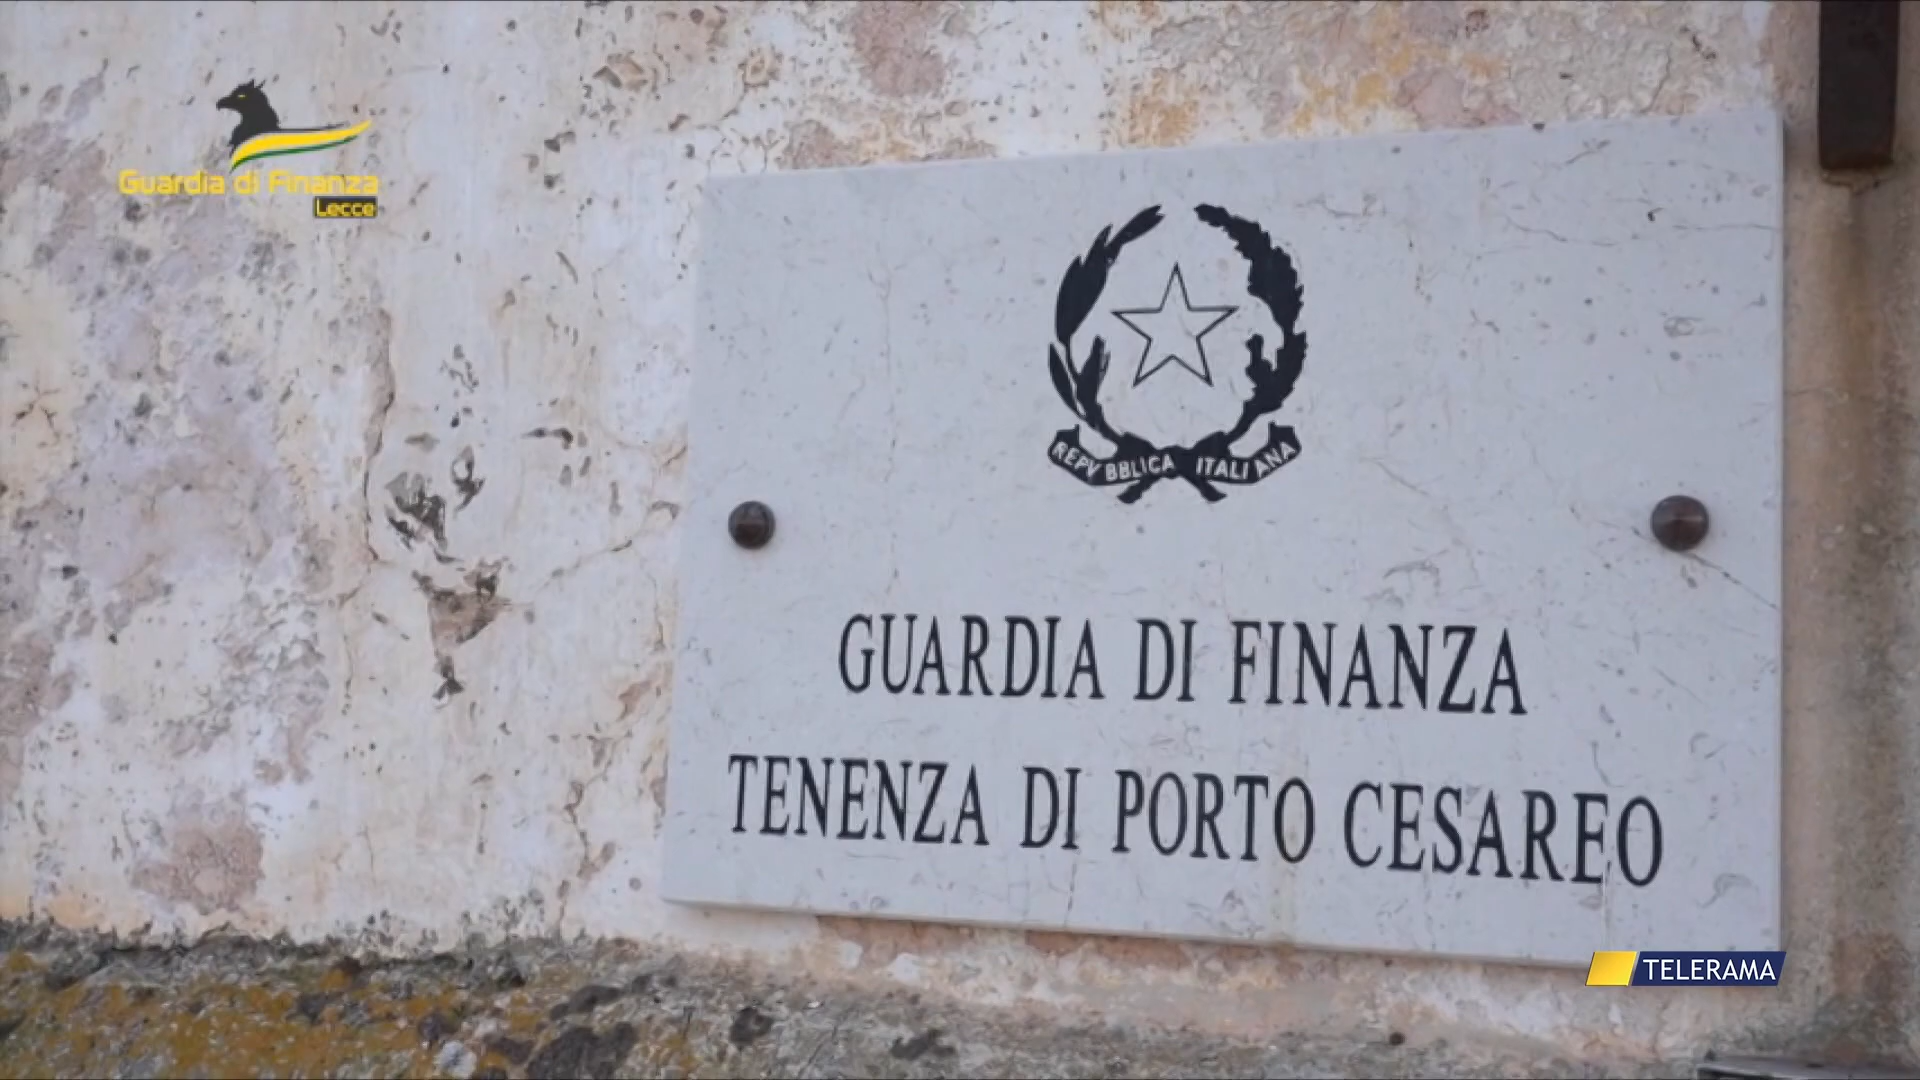 Guardia di Finanza
Lecce
REPVBBLICA ITALIANA
GUARDIA DI FINANZA
TENENZA DI PORTO CESAREO
TELERAMA